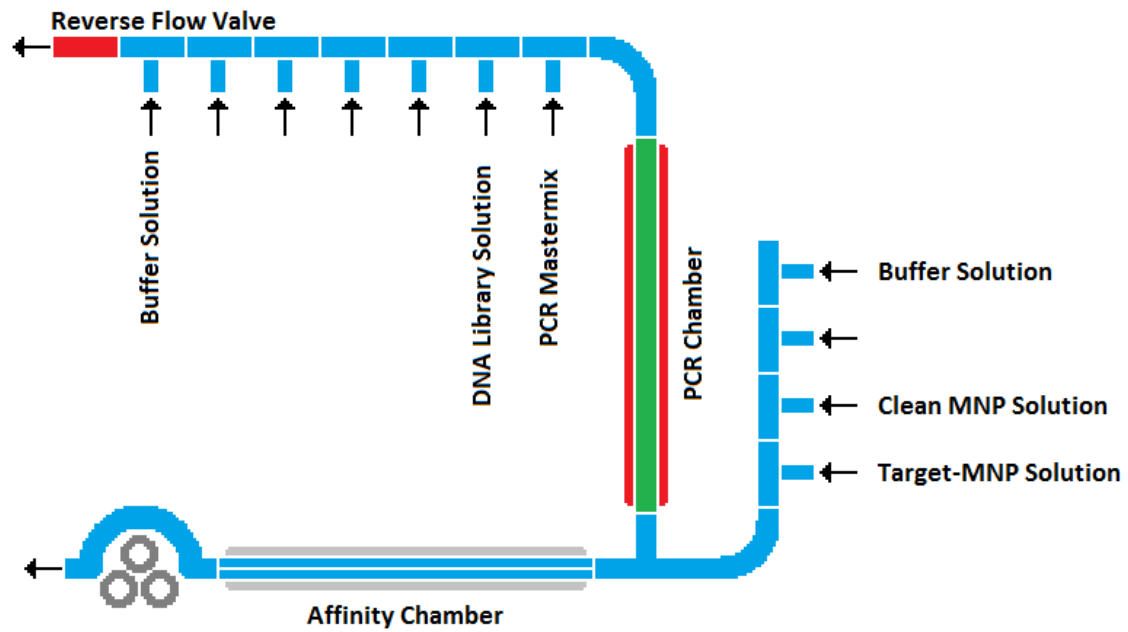 Reverse Flow Valve
Buffer Solution
DNA Library Solution
PCR Mastermix
PCR Chamber
Buffer Solution
Clean MNP Solution
Target-MNP Solution
Affinity Chamber